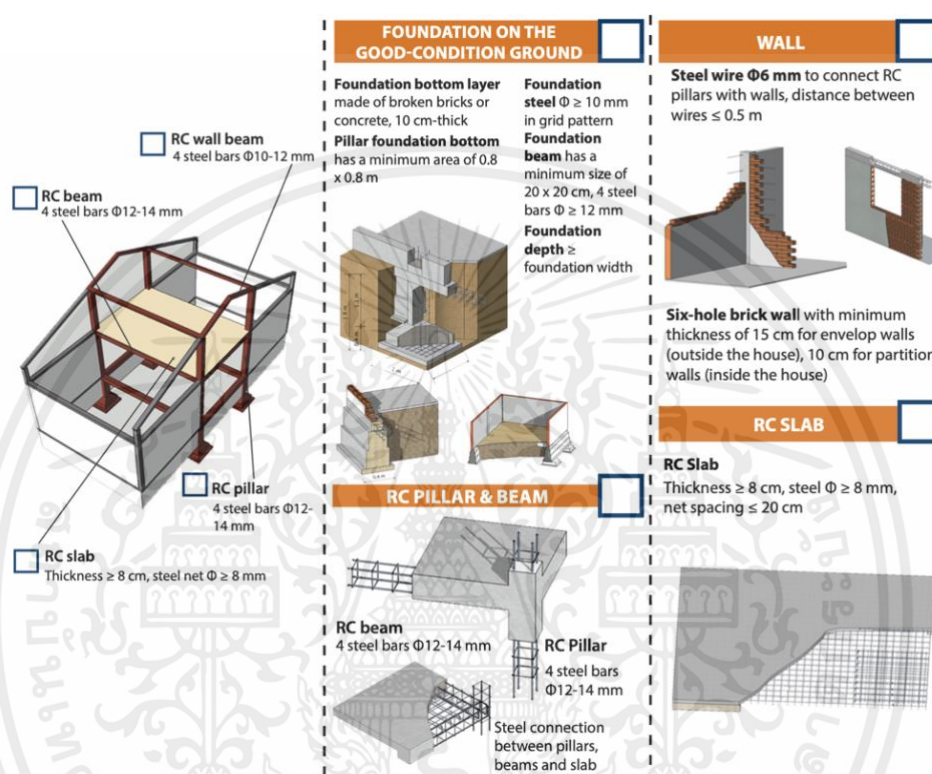 RC wall beam
4 steel bars Φ10-12 mm
RC beam
4 steel bars Φ12-14 mm
RC pillar
4 steel bars Φ12-
14 mm
RC slab
Thickness ≥ 8 cm, steel net Φ ≥ 8 mm
FOUNDATION ON THE
GOOD-CONDITION GROUND
Foundation bottom layer
made of broken bricks or
concrete, 10 cm-thick
Pillar foundation bottom
has a minimum area of 0.8
x 0.8 m
Foundation
steel Φ ≥ 10 mm
in grid pattern
Foundation
beam has a
minimum size of
20 x 20 cm, 4 steel
bars Φ ≥ 12 mm
Foundation
depth ≥
foundation width
RC PILLAR & BEAM
RC beam
4 steel bars Φ12-14 mm
RC Pillar
4 steel bars
Φ12-14 mm
Steel connection
between pillars,
beams and slab
WALL
Steel wire Φ6 mm to connect RC
pillars with walls, distance between
wires ≤ 0.5 m
Six-hole brick wall with minimum
thickness of 15 cm for envelop walls
(outside the house), 10 cm for partition
walls (inside the house)
RC SLAB
RC Slab
Thickness ≥ 8 cm, steel Φ ≥ 8 mm,
net spacing ≤ 20 cm